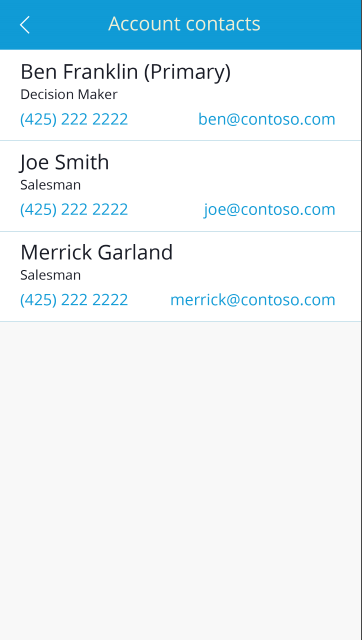 Account contacts
Ben Franklin (Primary)
Decision Maker
(425) 222 2222 ben@contoso.com
Joe Smith
Salesman
(425) 222 2222 joe@contoso.com
Merrick Garland
Salesman
(425) 222 2222 merrick@contoso.com